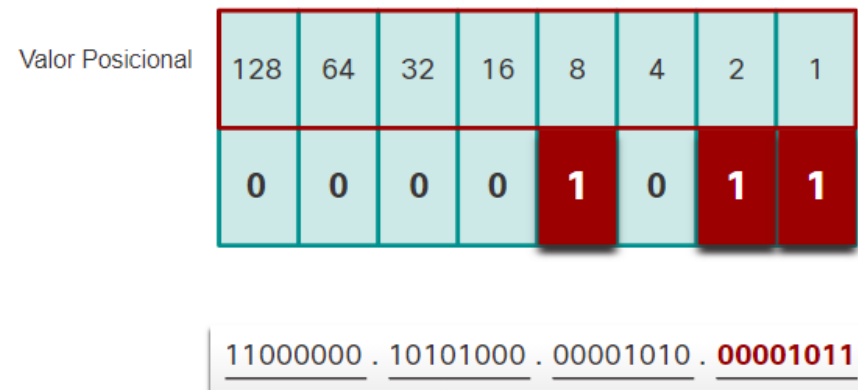 Valor Posicional 128 64 32 16 8 4 2 1
0 0 0 0 1 0 1 1
11000000 . 10101000 . 00001010 . 00001011